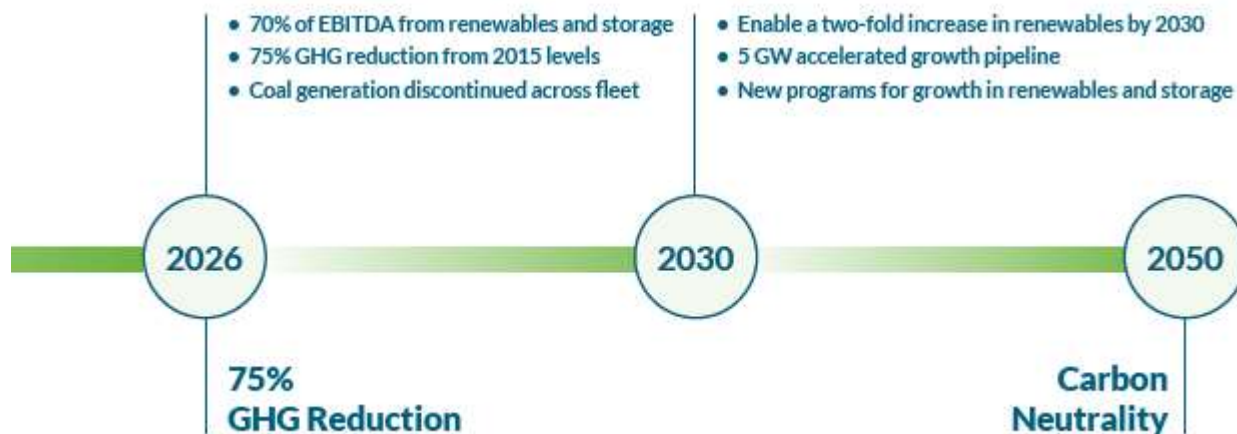 • 70% of EBITDA from renewables and storage
• 75% GHG reduction from 2015 levels
• Coal generation discontinued across fleet
• Enable a two-fold increase in renewables by 2030
• 5 GW accelerated growth pipeline
• New programs for growth in renewables and storage
2026
2030
2050
75%
GHG Reduction
Carbon
Neutrality